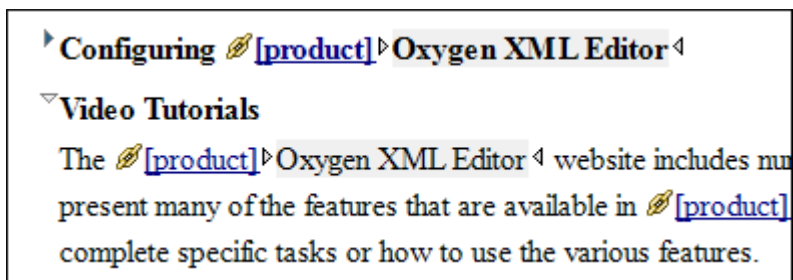 Configuring [product] Oxygen XML Editor
Video Tutorials
The [product] Oxygen XML Editor website includes
present many of the features that are available in [product]
complete specific tasks or how to use the various features.